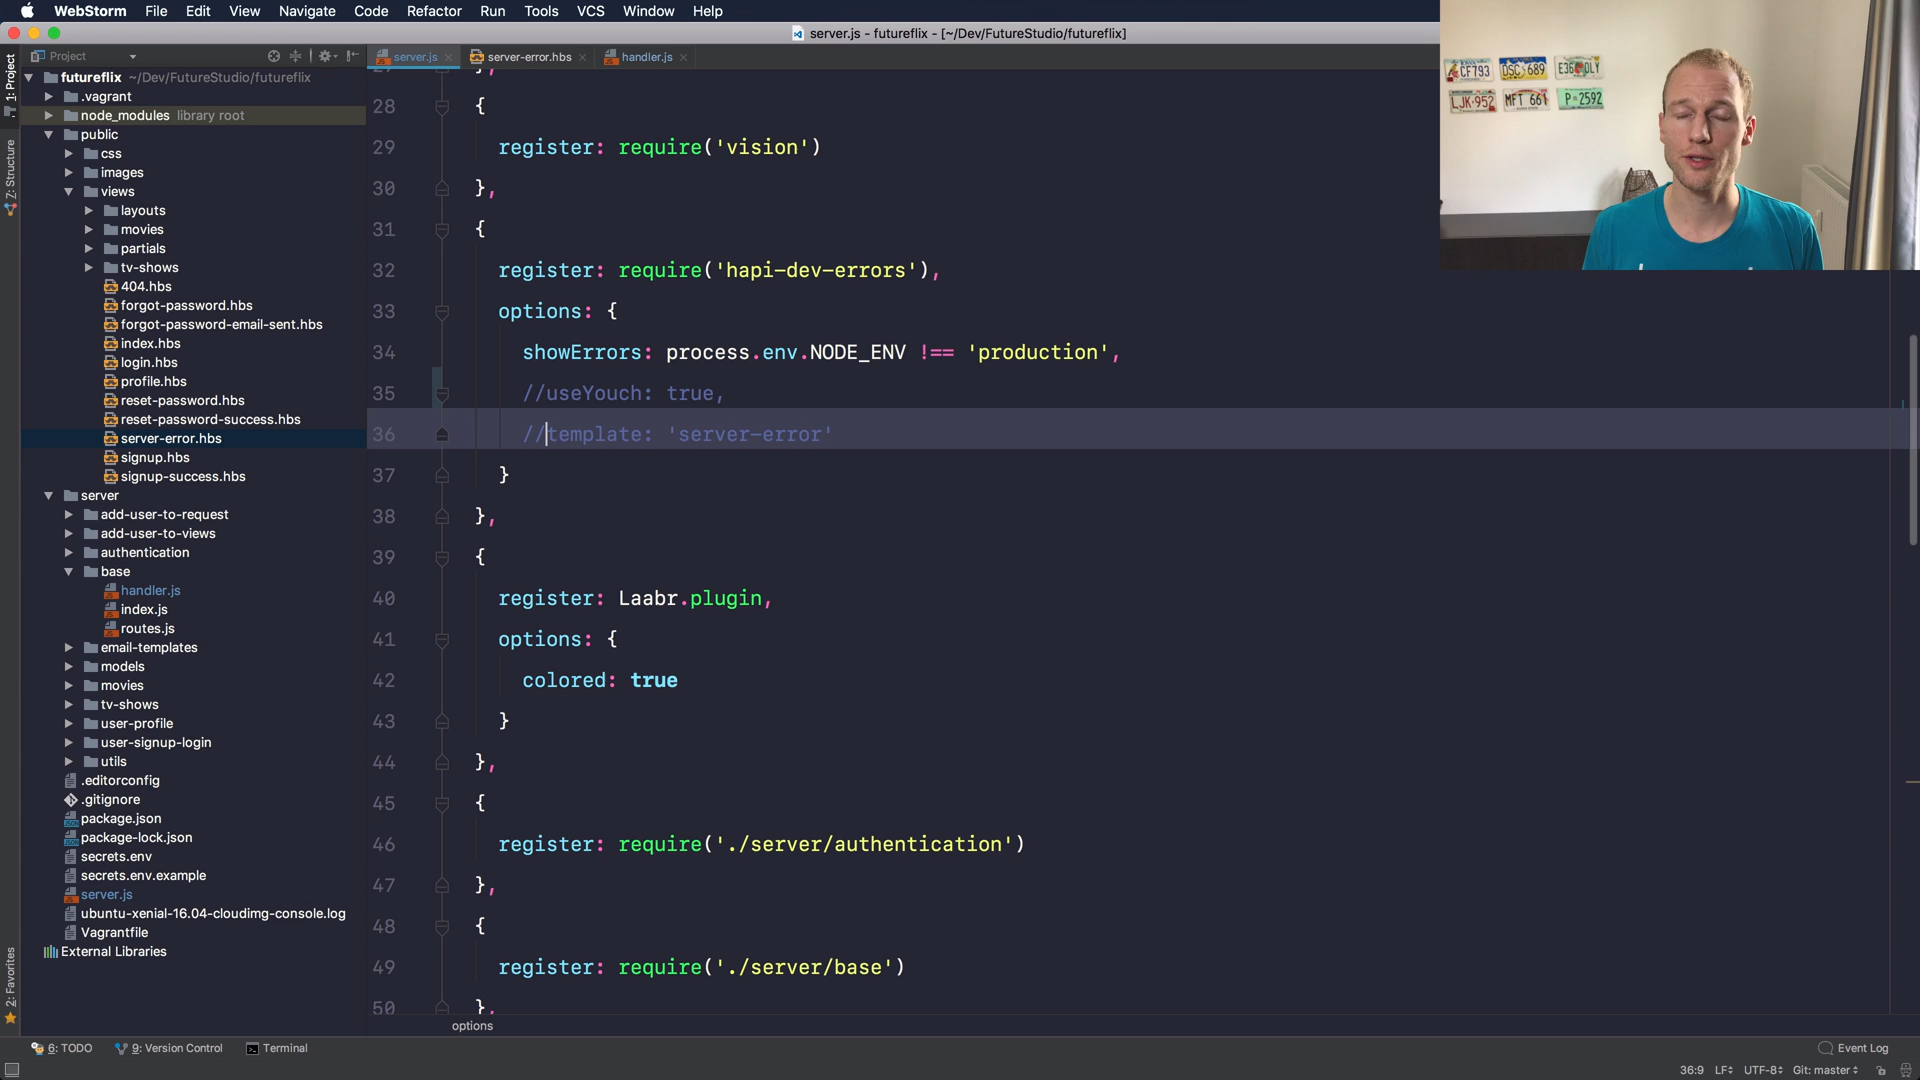 WebStorm File Edit View Navigate Code Refactor Run Tools VCS Window Help
server.js - futureflix - [~/Dev/FutureStudio/futureflix]
1: Project
Z: Structure
2: Favorites
Project
futureflix ~/Dev/FutureStudio/futureflix
.vagrant
node_modules library root
public
css
images
views
layouts
movies
partials
tv-shows
404.hbs
forgot-password.hbs
forgot-password-email-sent.hbs
index.hbs
login.hbs
profile.hbs
reset-password.hbs
reset-password-success.hbs
server-error.hbs
signup.hbs
signup-success.hbs
server
add-user-to-request
add-user-to-views
authentication
base
handler.js
index.js
routes.js
email-templates
models
movies
tv-shows
user-profile
user-signup-login
utils
.editorconfig
.gitignore
package.json
package-lock.json
secrets.env
secrets.env.example
server.js
ubuntu-xenial-16.04-cloudimg-console.log
Vagrantfile
External Libraries
server.js server-error.hbs handler.js
27 },
28 {
29 register: require('vision')
30 },
31 {
32 register: require('hapi-dev-errors'),
33 options: {
34 showErrors: process.env.NODE_ENV !== 'production',
35 //useYouch: true,
36 //template: 'server-error'
37 }
38 },
39 {
40 register: Laabr.plugin,
41 options: {
42 colored: true
43 }
44 },
45 {
46 register: require('./server/authentication')
47 },
48 {
49 register: require('./server/base')
50 },
options
CF793 DSC 689
LJK 952 MFT 661 P 2592
6: TODO 9: Version Control Terminal Event Log
36:9 LF UTF-8 Git: master